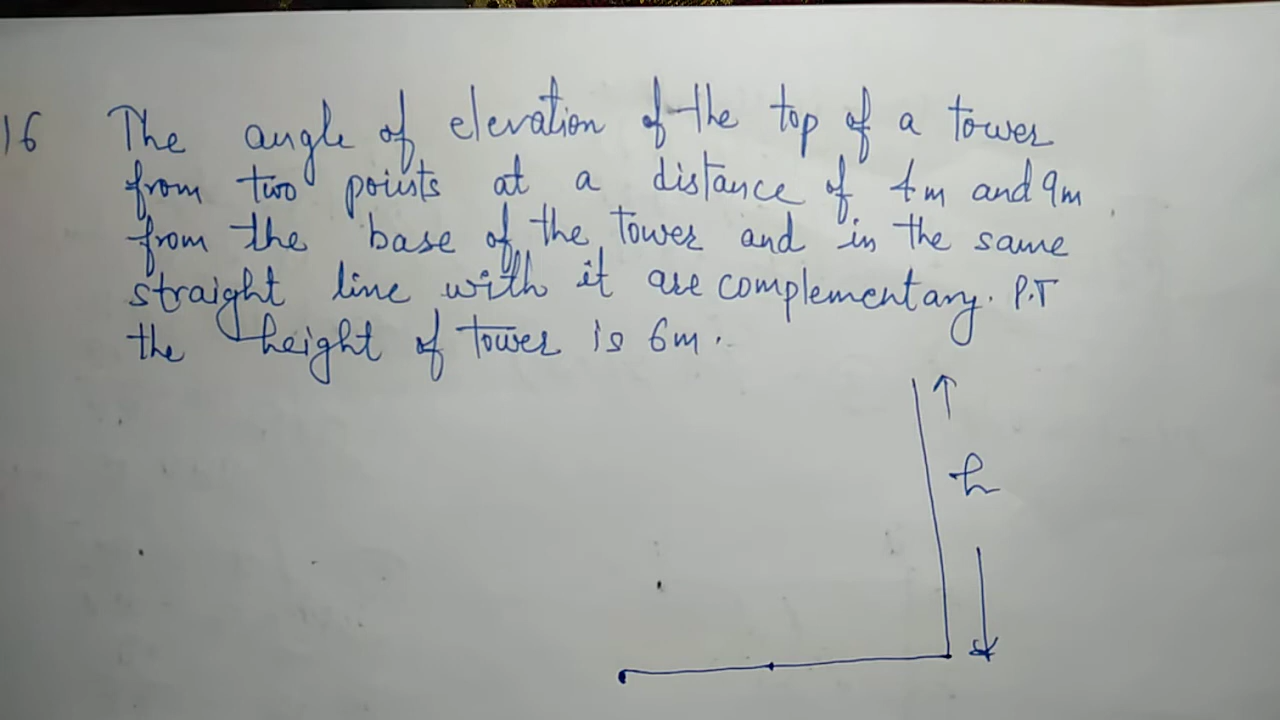 16 The angle of elevation of the top of a tower
from two points at a distance of 4m and 9m
from the base of the tower and in the same
straight line with it are complementary. P.T
the height of tower is 6m.
h